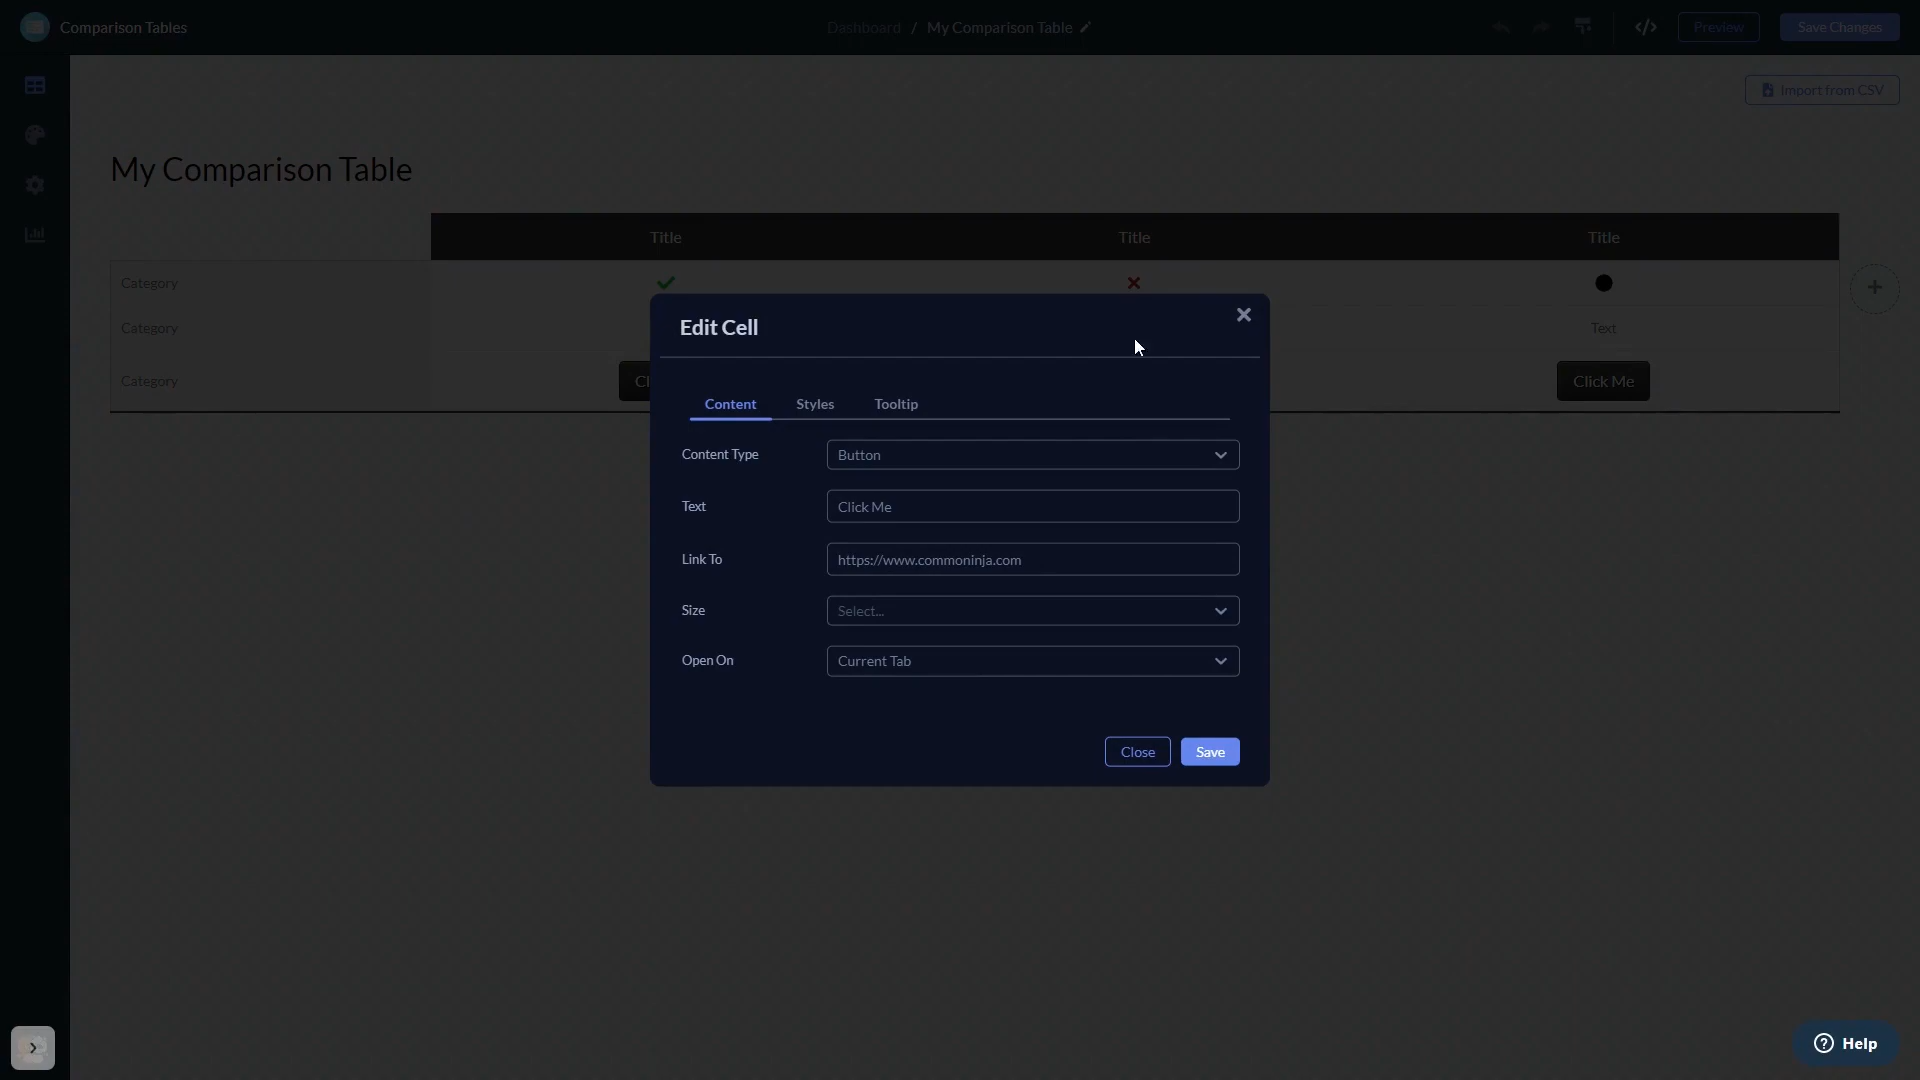 Comparison Tables
Dashboard / My Comparison Table
</>
Preview
Save Changes
Import from CSV
My Comparison Table
Title Title Title
Category
Category Text
Category Cl Click Me
Edit Cell
Content Styles Tooltip
Content Type Button
Text Click Me
Link To https://www.commoninja.com
Size Select...
Open On Current Tab
Close Save
Help